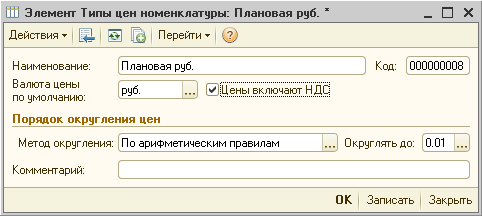 Элемент Типы цен номенклатуры: Плановая руб. *
Действия Перейти ?
Наименование: Плановая руб. Код: 000000008
Валюта цены по умолчанию: руб. ... Цены включают НДС
Порядок округления цен
Метод округления: По арифметическим правилам ... Округлять до: 0.01 ...
Комментарий:
OK Записать Закрыть